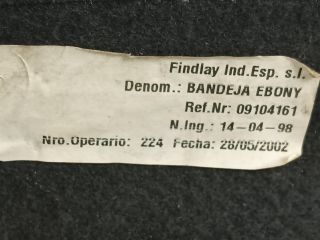 Findlay Ind.Esp. s.l.
Denom.: BANDEJA EBONY
Ref.Nr: 09104161
N.Ing.: 14-04-98
Nro.Operario: 224 Fecha: 28/05/2002